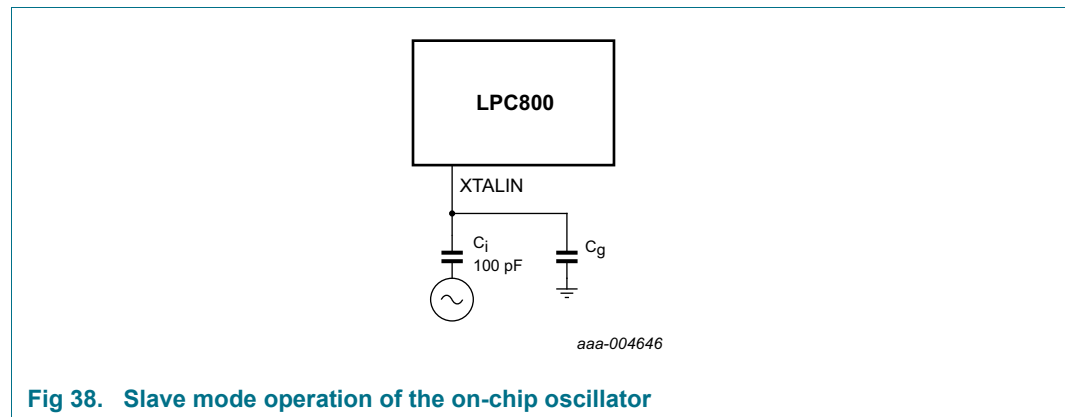 LPC800
XTALIN
Ci
100 pF
Cg
aaa-004646
Fig 38. Slave mode operation of the on-chip oscillator